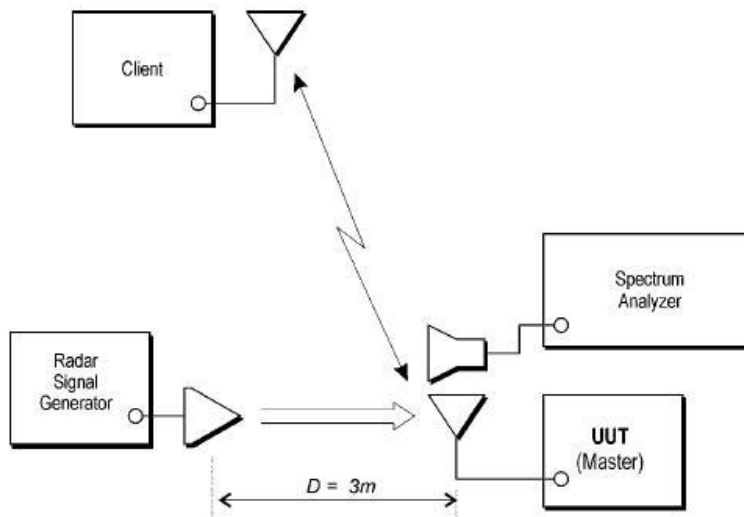 Client
Spectrum
Analyzer
Radar
Signal
Generator
UUT
(Master)
D = 3m